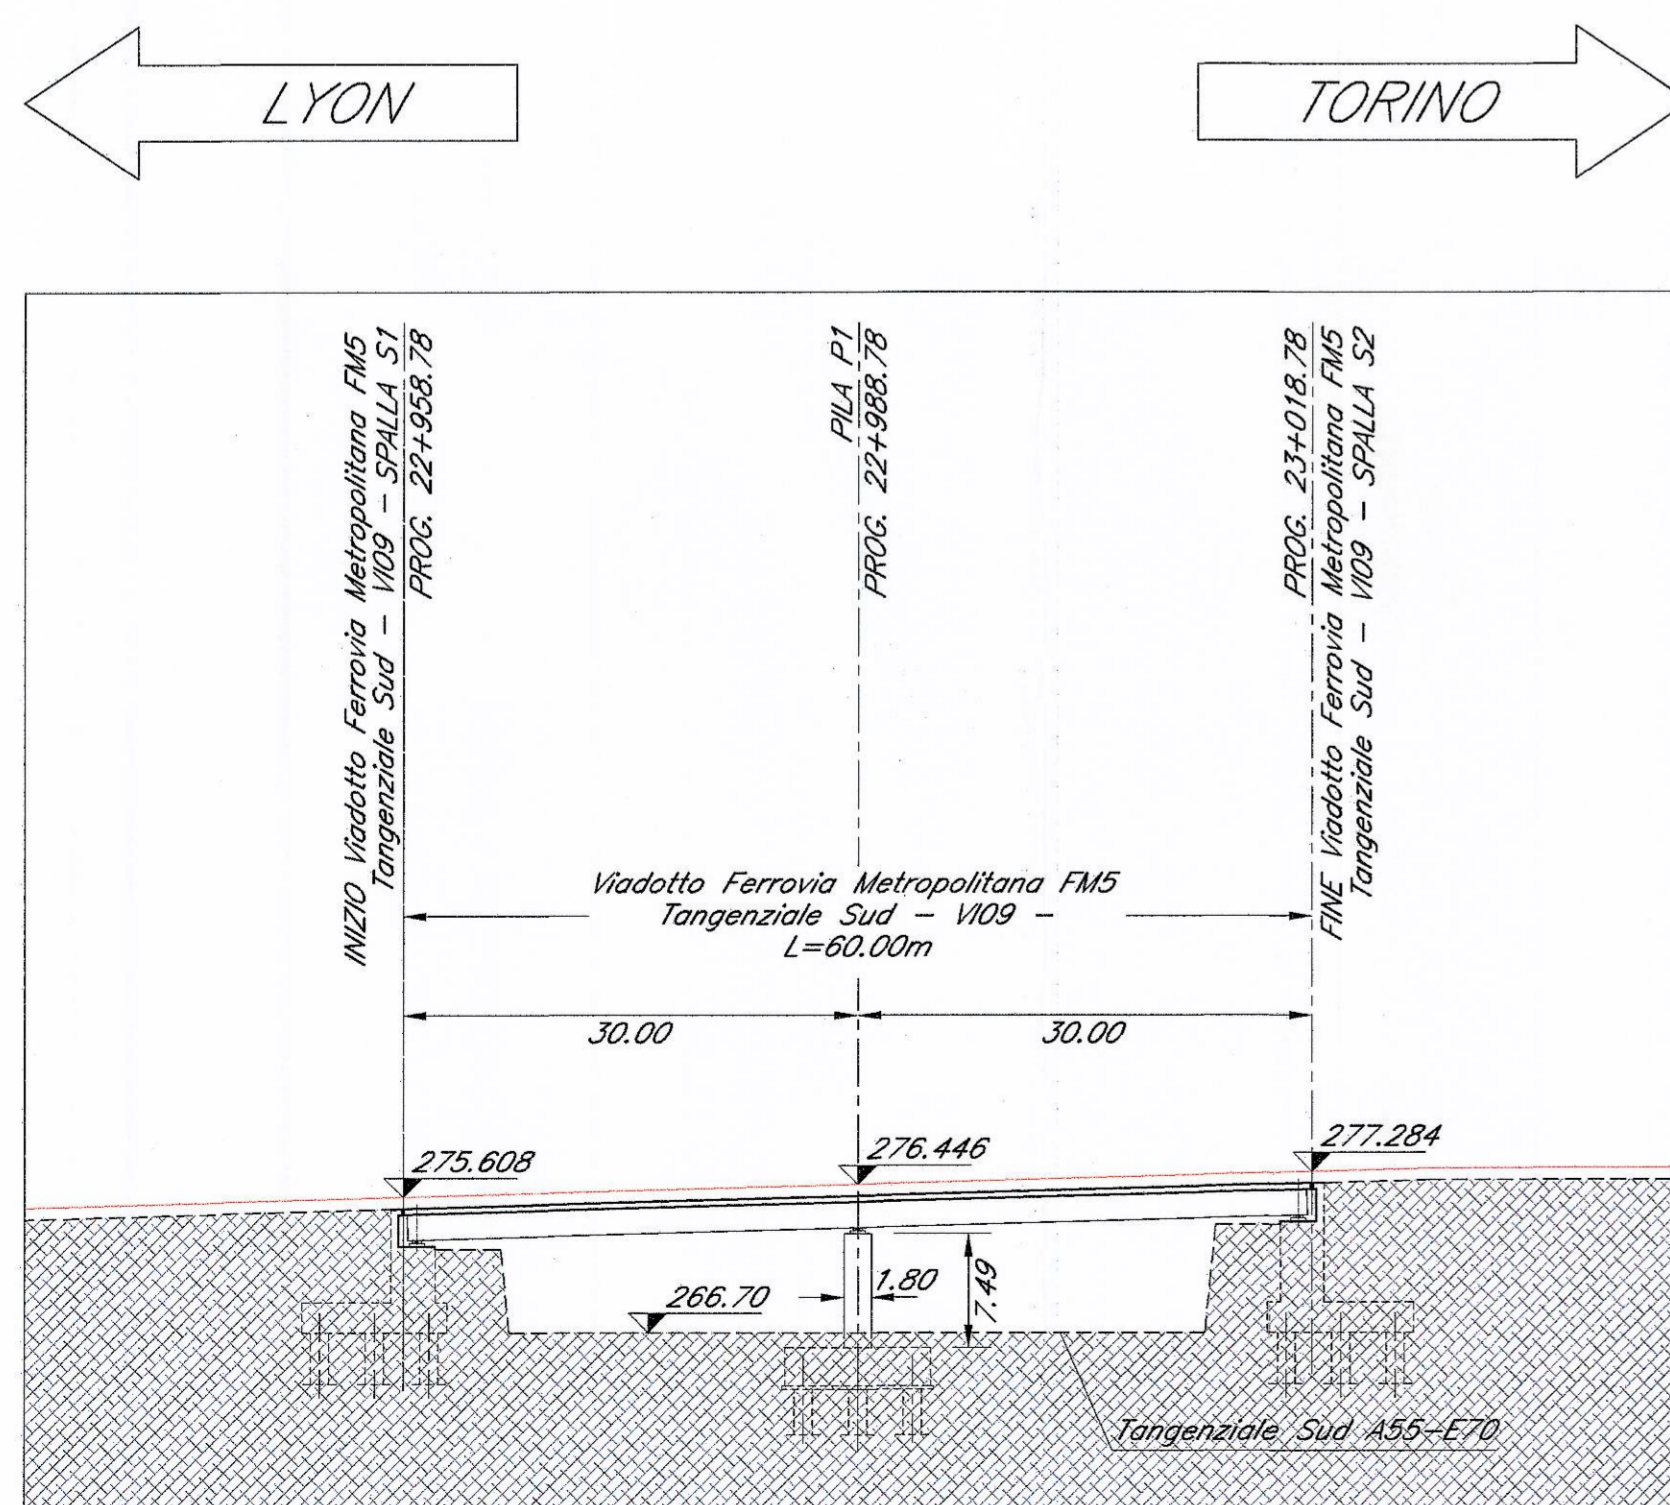 LYON
TORINO
INIZIO Viadotto Ferrovia Metropolitana FM5
Tangenziale Sud - VI09 - SPALLA S1
PROG. 22+958.78
PILA P1
PROG. 22+988.78
PROG. 23+018.78
FINE Viadotto Ferrovia Metropolitana FM5
Tangenziale Sud - VI09 - SPALLA S2
Viadotto Ferrovia Metropolitana FM5
Tangenziale Sud - VI09 -
L=60.00m
30.00
30.00
275.608
276.446
277.284
266.70
1.80
7.49
Tangenziale Sud A55-E70